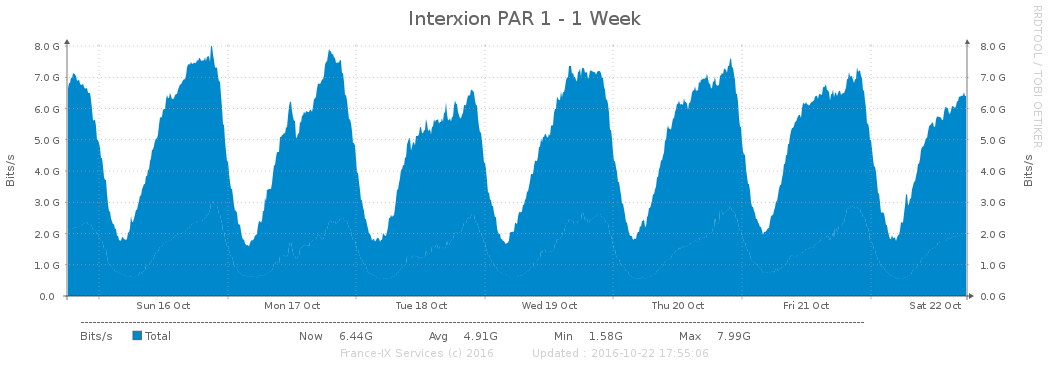 Interxion PAR 1 - 1 Week
RRDTOOL / TOBI OETIKER
Bits/s
8.0 G
7.0 G
6.0 G
5.0 G
4.0 G
3.0 G
2.0 G
1.0 G
0.0
8.0 G
7.0 G
6.0 G
5.0 G
4.0 G
3.0 G
2.0 G
1.0 G
0.0 G
Bits/s
Sun 16 Oct Mon 17 Oct Tue 18 Oct Wed 19 Oct Thu 20 Oct Fri 21 Oct Sat 22 Oct
Bits/s Total Now 6.44G Avg 4.91G Min 1.58G Max 7.99G
France-IX Services (c) 2016 Updated : 2016-10-22 17:55:06